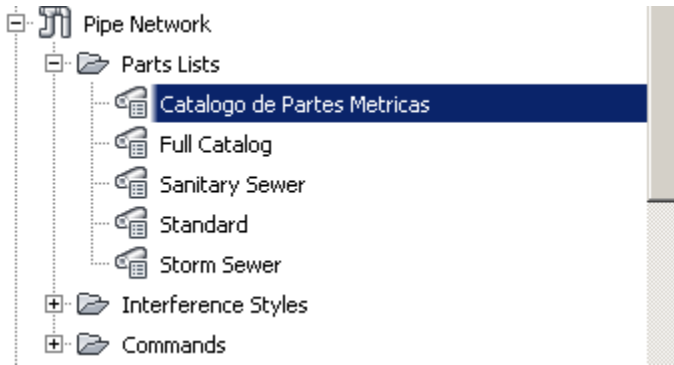 Pipe Network
Parts Lists
Catalogo de Partes Metricas
Full Catalog
Sanitary Sewer
Standard
Storm Sewer
Interference Styles
Commands